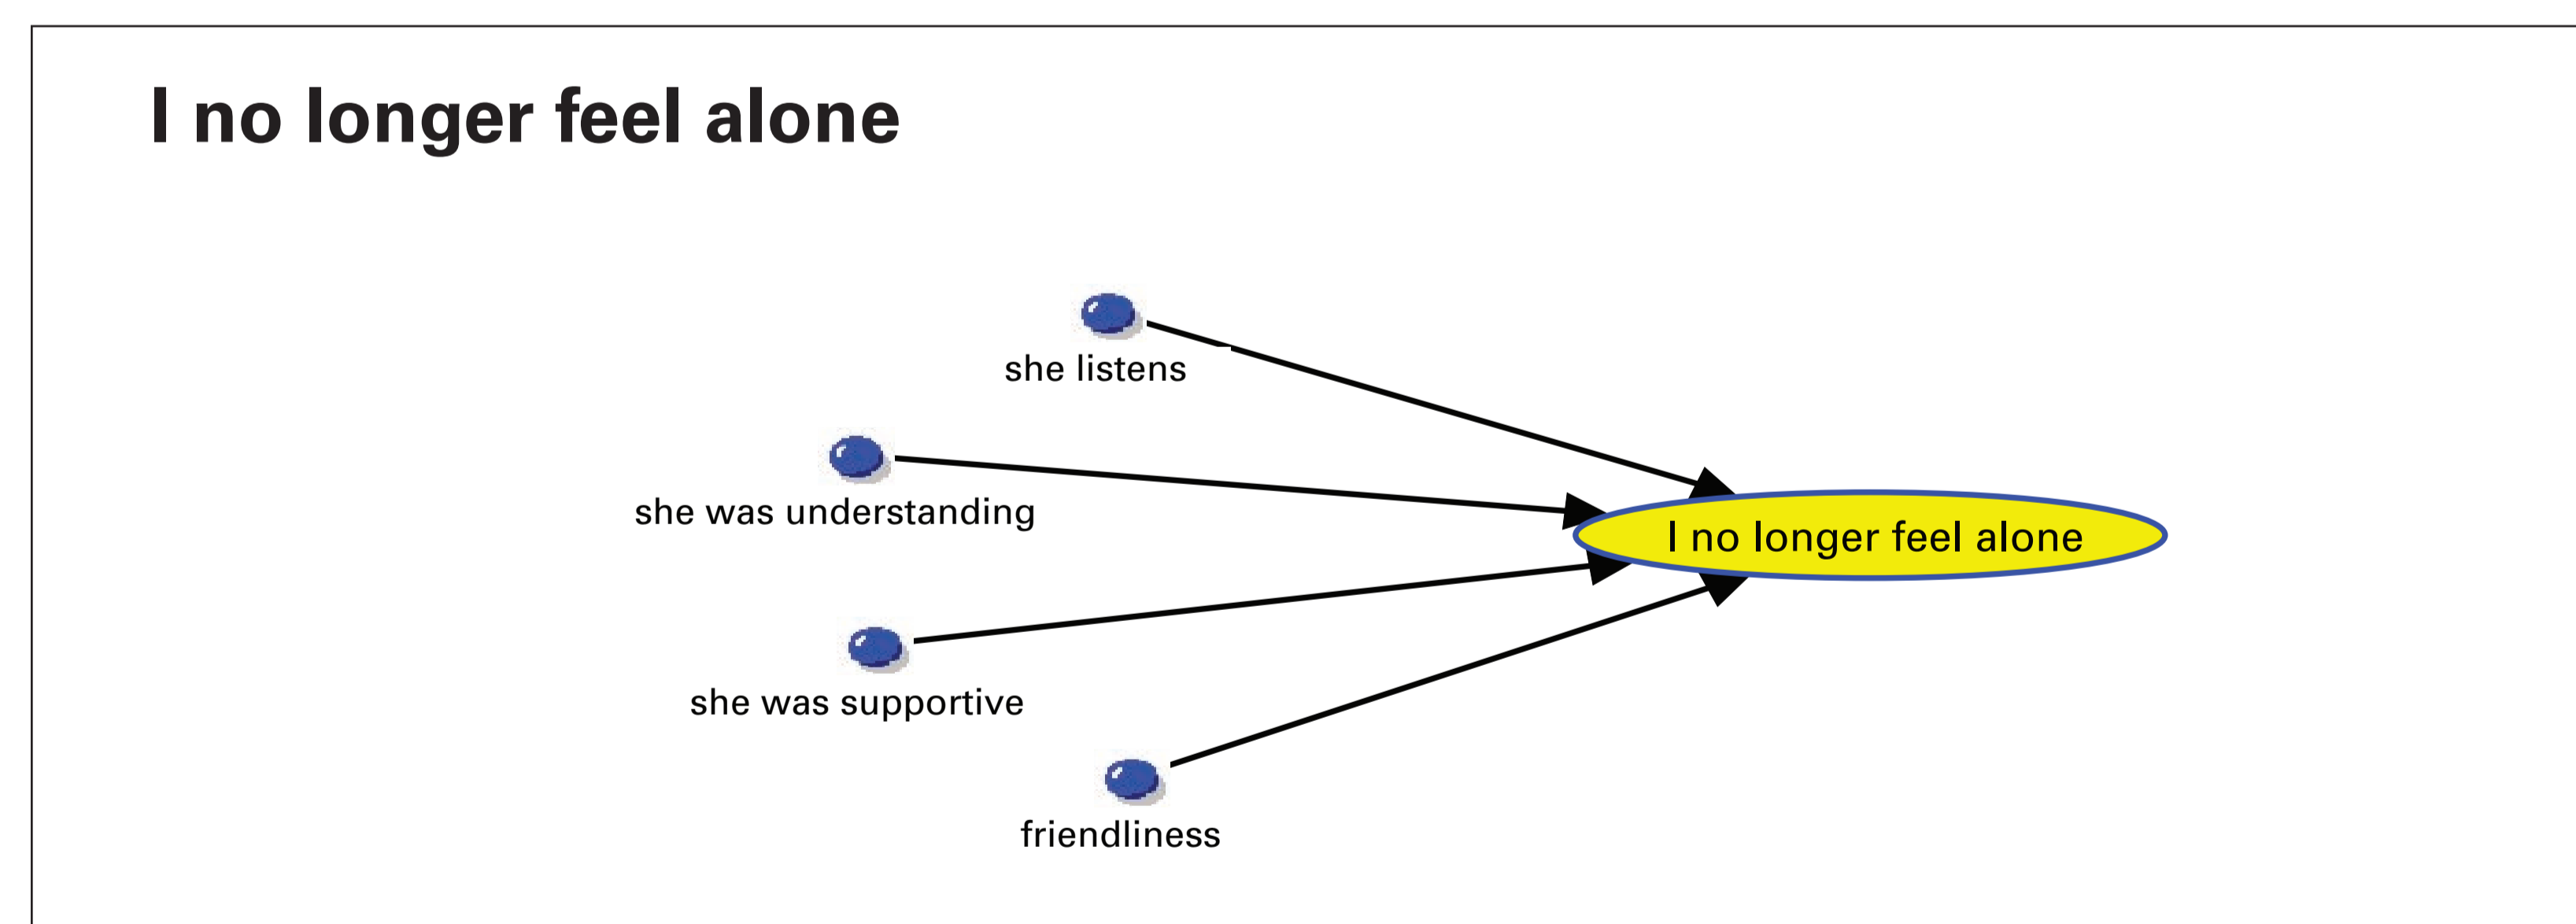 I no longer feel alone
she listens
she was understanding
I no longer feel alone
she was supportive
friendliness